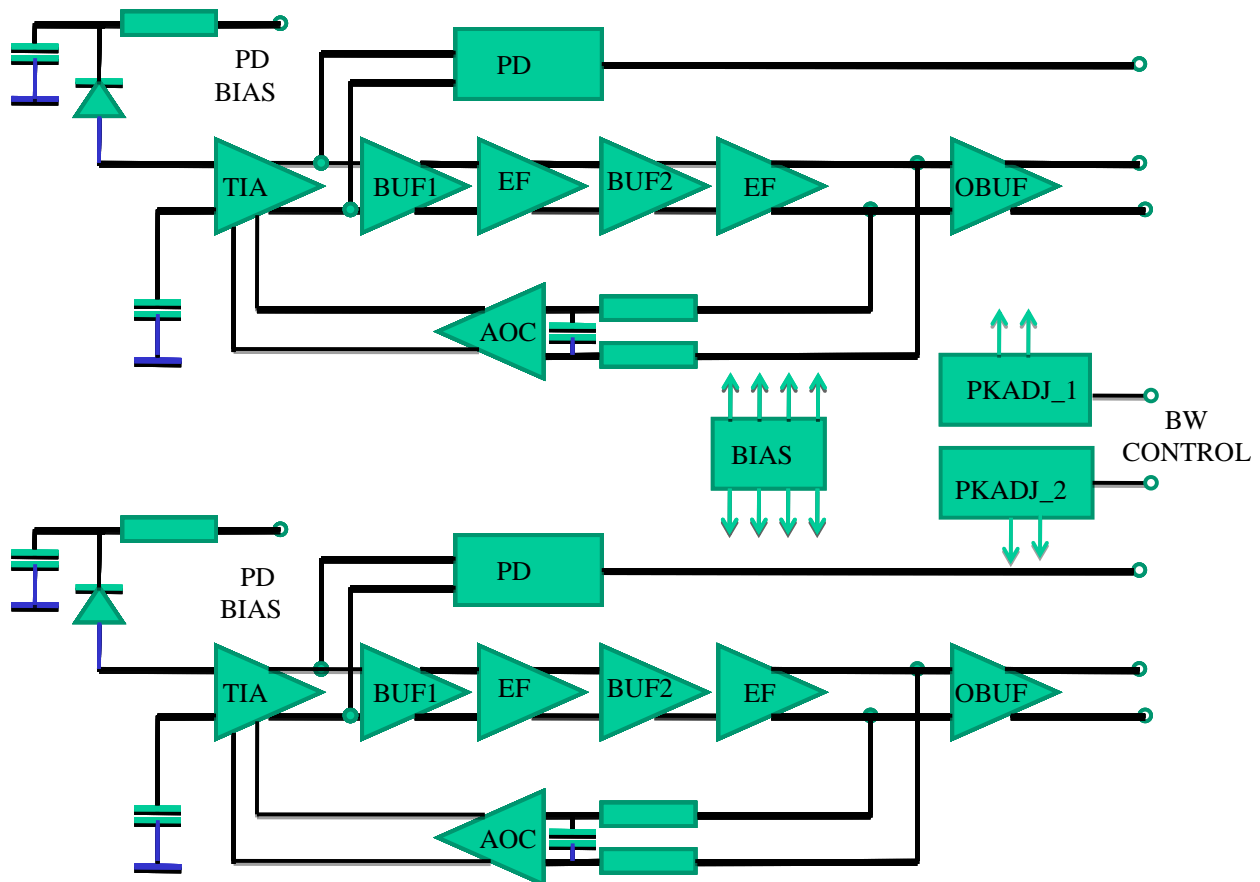 PD
BIAS
PD
TIA
BUF1
EF
BUF2
EF
OBUF
AOC
PKADJ_1
BW
CONTROL
BIAS
PKADJ_2
PD
BIAS
PD
TIA
BUF1
EF
BUF2
EF
OBUF
AOC